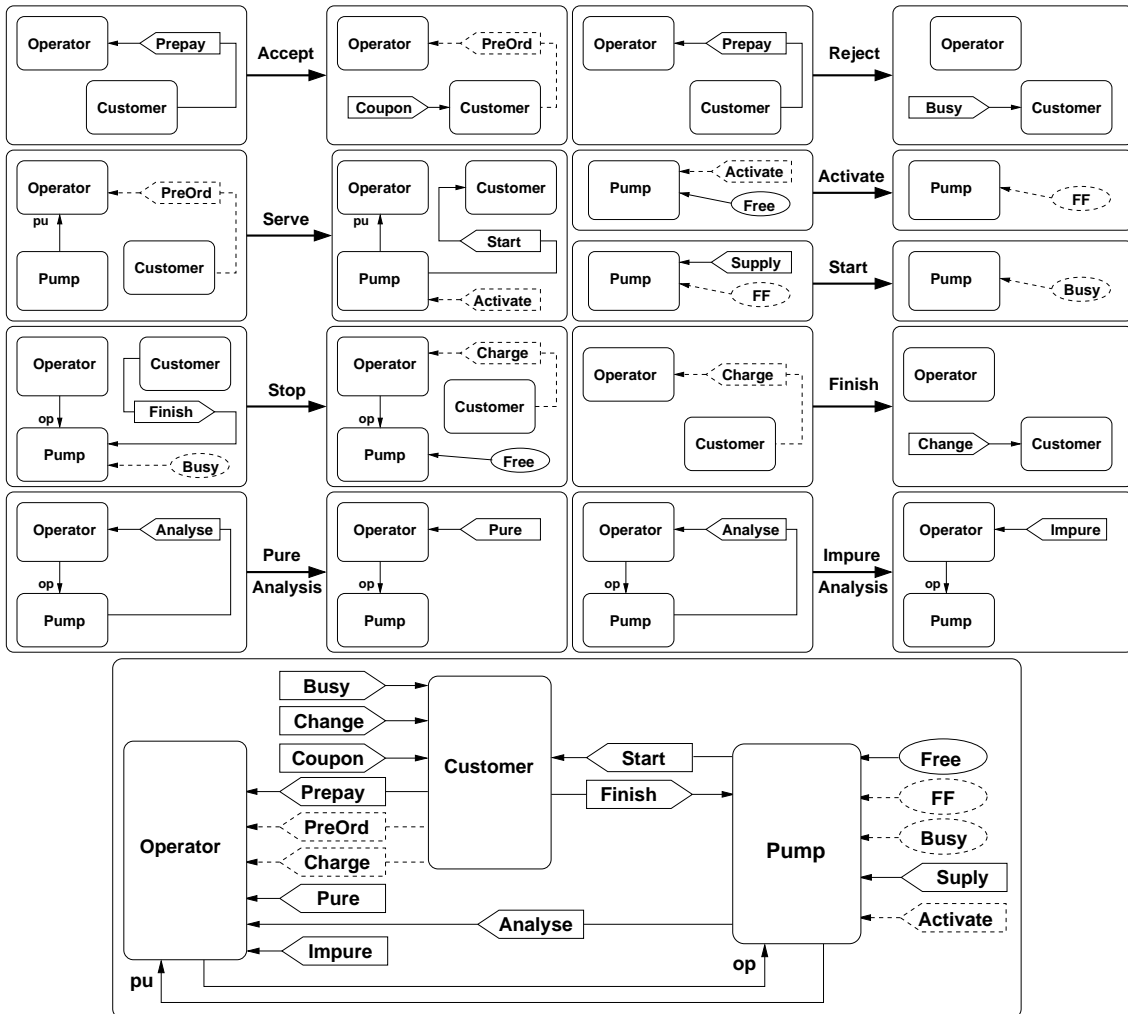 Operator
Prepay
Customer
Accept
Operator
PreOrd
Coupon
Customer
Operator
Prepay
Customer
Reject
Operator
Busy
Customer
Operator
PreOrd
pu
Customer
Pump
Serve
Operator
Customer
pu
Start
Pump
Activate
Pump
Activate
Free
Activate
Pump
FF
Pump
Supply
FF
Start
Pump
Busy
Operator
Customer
Finish
op
Pump
Busy
Stop
Operator
Charge
Customer
op
Pump
Free
Operator
Charge
Customer
Finish
Operator
Change
Customer
Operator
Analyse
op
Pump
Pure
Analysis
Operator
Pure
op
Pump
Operator
Analyse
op
Pump
Impure
Analysis
Operator
Impure
op
Pump
Busy
Change
Coupon
Customer
Prepay
PreOrd
Charge
Operator
Pure
Impure
Analyse
Start
Finish
Pump
Free
FF
Busy
Suply
Activate
pu
op